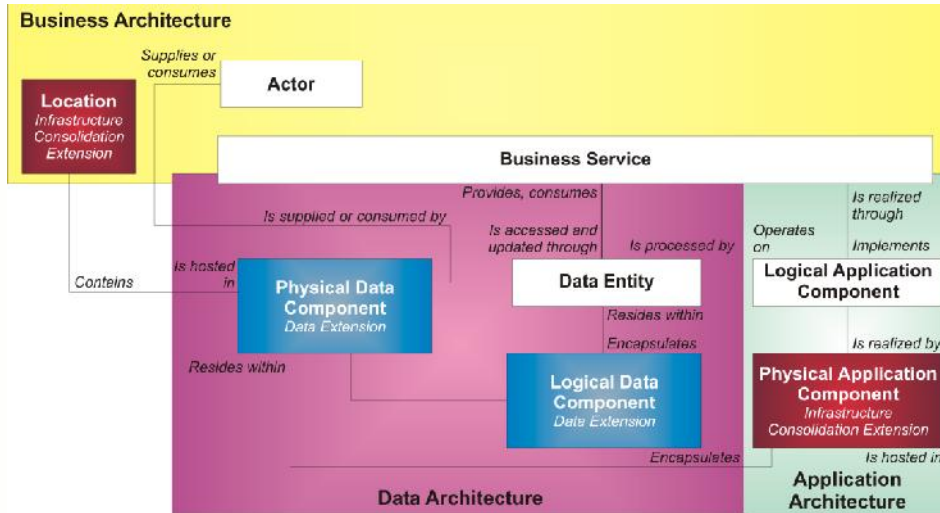 Business Architecture
Supplies or
consumes
Actor
Location
Infrastructure
Consolidation
Extension
Business Service
Provides, consumes
Is realized
through
Is supplied or consumed by
Is accessed and
updated through
Is processed by
Operates
on
Implements
Contains
Is hosted
in
Physical Data
Component
Data Extension
Data Entity
Logical Application
Component
Resides within
Encapsulates
Is realized by
Resides within
Logical Data
Component
Data Extension
Physical Application
Component
Infrastructure
Consolidation Extension
Encapsulates
Is hosted in
Data Architecture
Application
Architecture